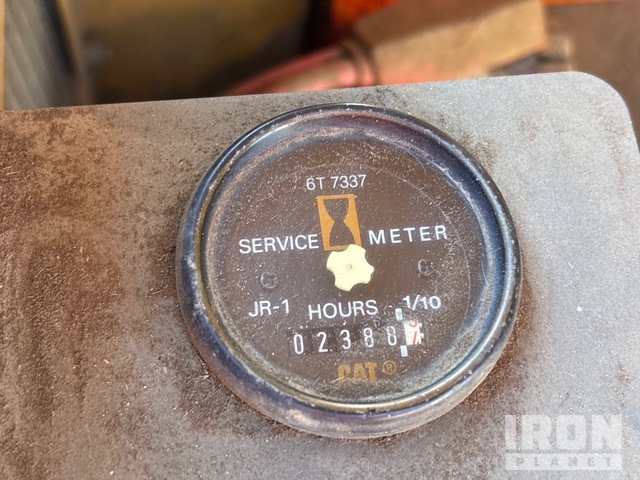 6T 7337
SERVICE METER
JR-1 HOURS 1/10
02388
CAT®
IRON
PLANET